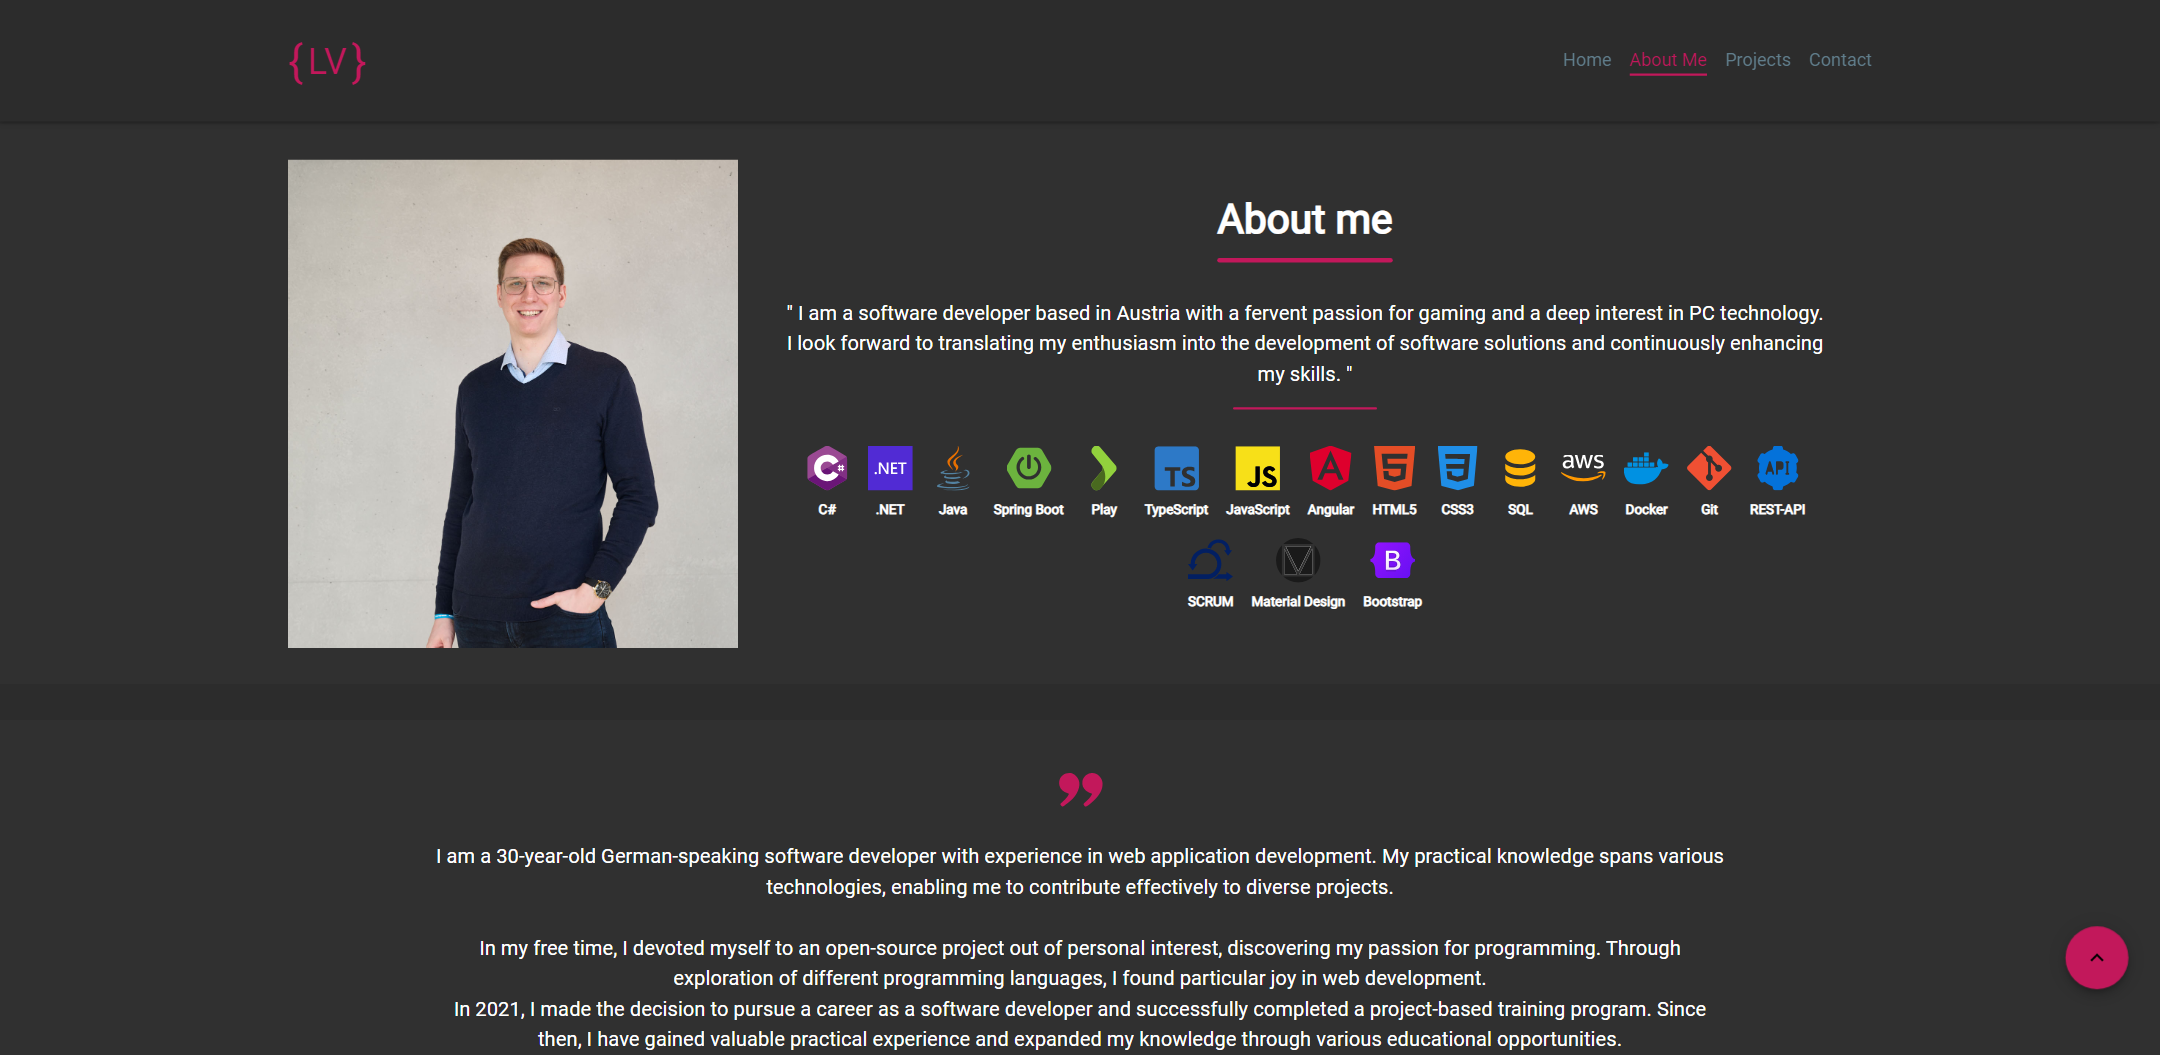 {LV}
Home About Me Projects Contact
About me
" I am a software developer based in Austria with a fervent passion for gaming and a deep interest in PC technology.
I look forward to translating my enthusiasm into the development of software solutions and continuously enhancing
my skills. "
C# .NET TS JS 5 3 aws API
C# .NET Java Spring Boot Play TypeScript JavaScript Angular HTML5 CSS3 SQL AWS Docker Git REST-API
B
SCRUM Material Design Bootstrap
”
I am a 30-year-old German-speaking software developer with experience in web application development. My practical knowledge spans various
technologies, enabling me to contribute effectively to diverse projects.
In my free time, I devoted myself to an open-source project out of personal interest, discovering my passion for programming. Through
exploration of different programming languages, I found particular joy in web development.
In 2021, I made the decision to pursue a career as a software developer and successfully completed a project-based training program. Since
then, I have gained valuable practical experience and expanded my knowledge through various educational opportunities.